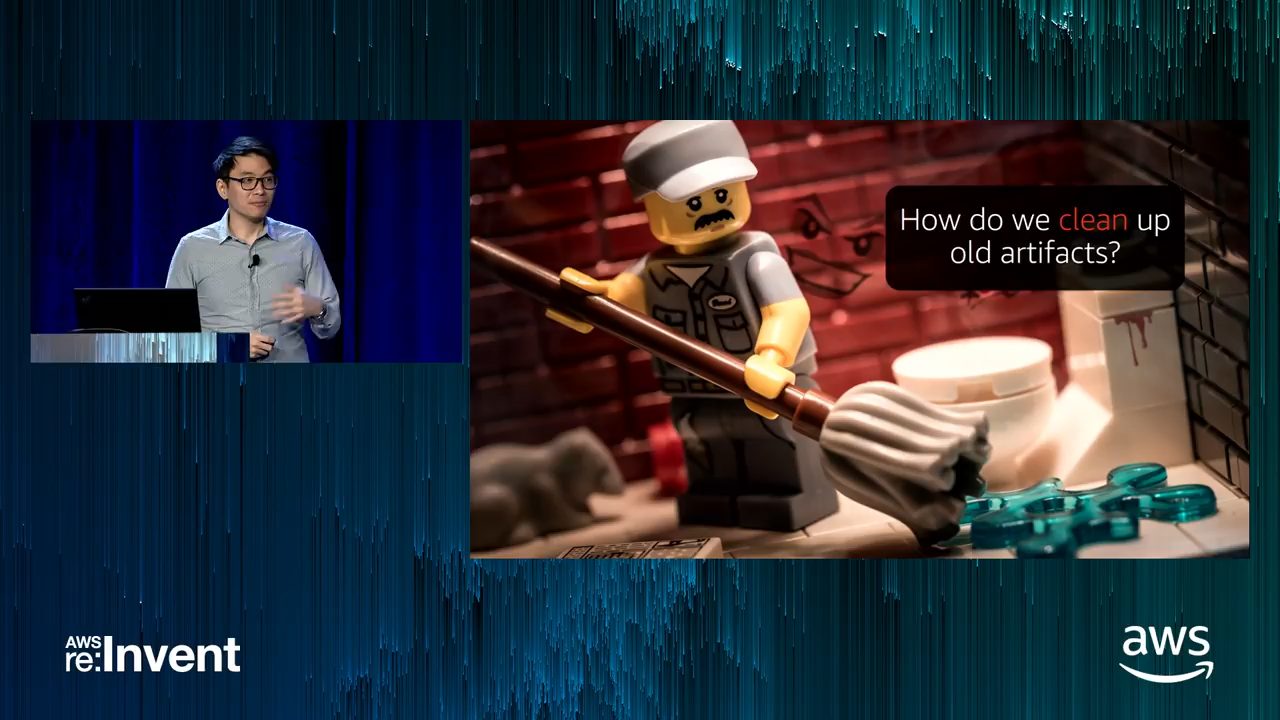 How do we clean up
old artifacts?
AWS
re:Invent
aws